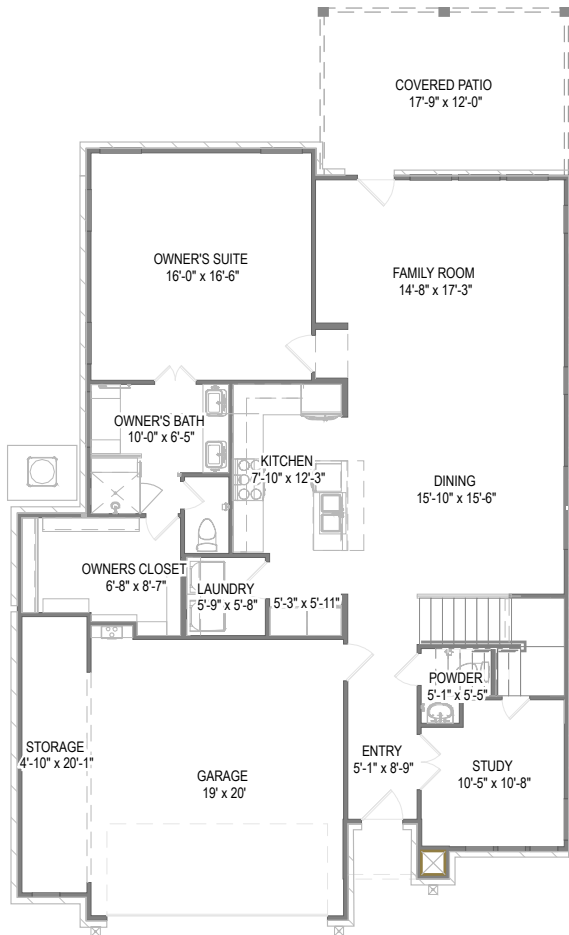 COVERED PATIO
17'-9" x 12'-0"
OWNER'S SUITE
16'-0" x 16'-6"
FAMILY ROOM
14'-8" x 17'-3"
OWNER'S BATH
10'-0" x 6'-5"
KITCHEN
7'-10" x 12'-3"
DINING
15'-10" x 15'-6"
OWNERS CLOSET
6'-8" x 8'-7"
LAUNDRY
5'-9" x 5'-8"
5'-3" x 5'-11"
POWDER
5'-1" x 5'-5"
STORAGE
4'-10" x 20'-1"
GARAGE
19' x 20'
ENTRY
5'-1" x 8'-9"
STUDY
10'-5" x 10'-8"